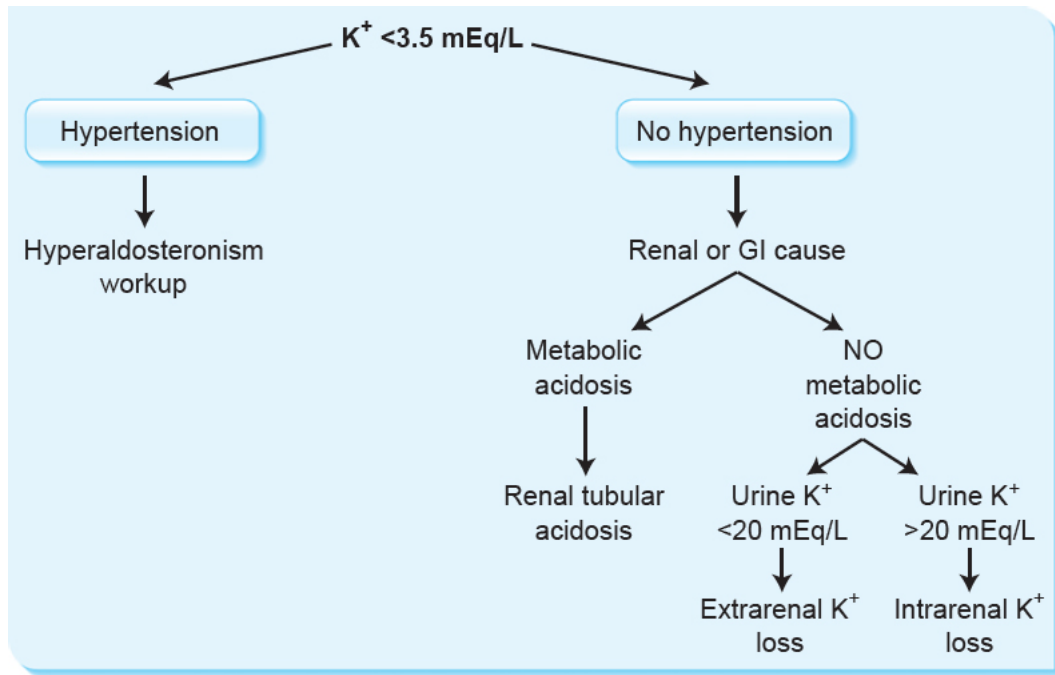 K⁺ <3.5 mEq/L
Hypertension
No hypertension
Hyperaldosteronism
workup
Renal or GI cause
Metabolic
acidosis
NO
metabolic
acidosis
Renal tubular
acidosis
Urine K⁺
<20 mEq/L
Urine K⁺
>20 mEq/L
Extrarenal K⁺
loss
Intrarenal K⁺
loss